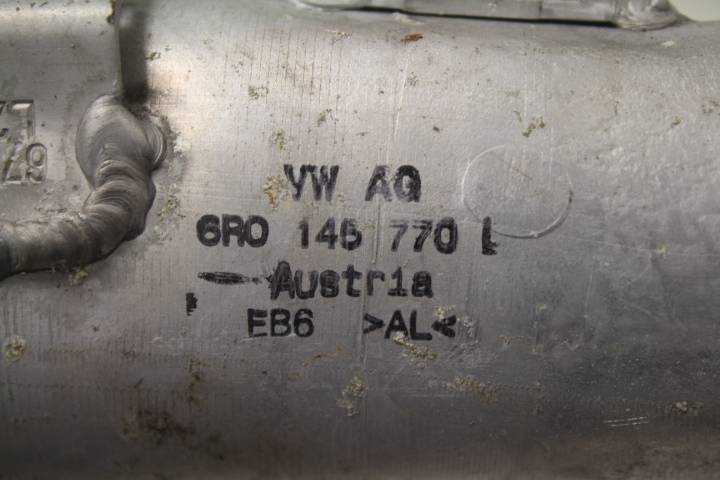 VW AG
6R0 145 770 L
Austria
EB6 >AL<